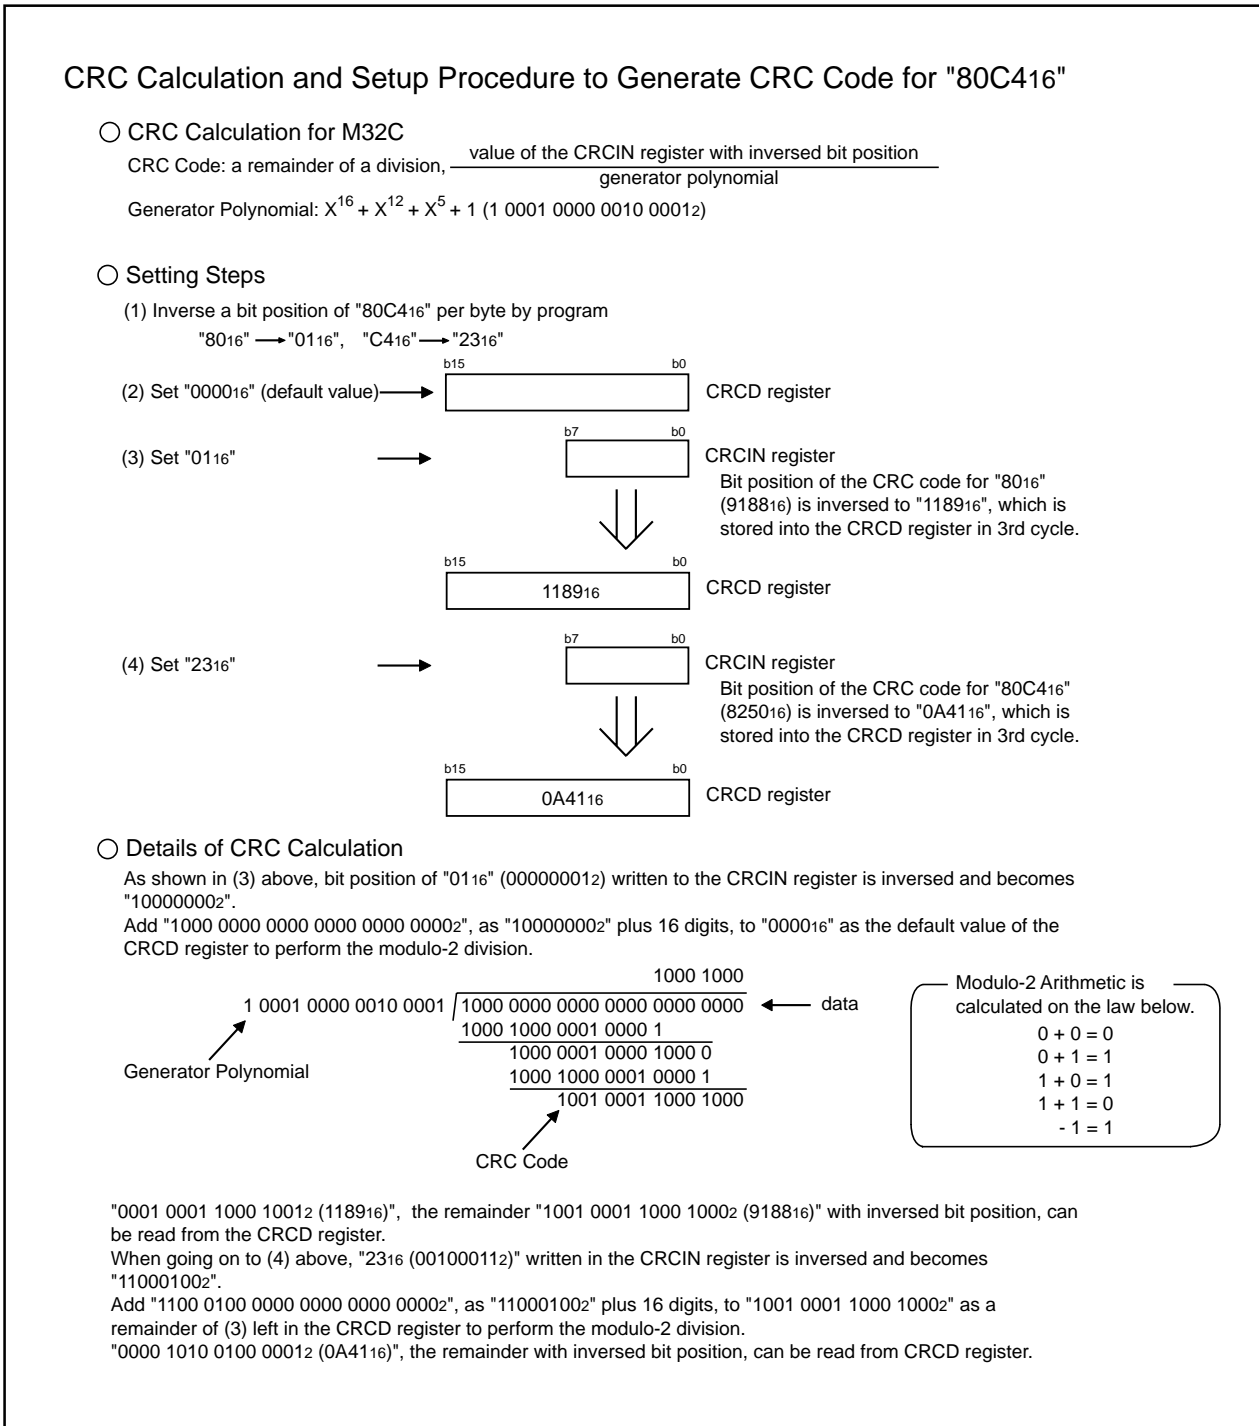 CRC Calculation and Setup Procedure to Generate CRC Code for "80C416"
CRC Calculation for M32C
value of the CRCIN register with inversed bit position
CRC Code: a remainder of a division,
generator polynomial
Generator Polynomial: X16 + X12 + X5 + 1 (1 0001 0000 0010 00012)
Setting Steps
(1) Inverse a bit position of "80C416" per byte by program
"8016" → "0116", "C416" → "2316"
b15 b0
(2) Set "000016" (default value) → CRCD register
b7 b0
(3) Set "0116" → CRCIN register
Bit position of the CRC code for "8016"
(918816) is inversed to "118916", which is
stored into the CRCD register in 3rd cycle.
b15 b0
118916 CRCD register
b7 b0
(4) Set "2316" → CRCIN register
Bit position of the CRC code for "80C416"
(825016) is inversed to "0A4116", which is
stored into the CRCD register in 3rd cycle.
b15 b0
0A4116 CRCD register
Details of CRC Calculation
As shown in (3) above, bit position of "0116" (000000012) written to the CRCIN register is inversed and becomes
"100000002".
Add "1000 0000 0000 0000 0000 00002", as "100000002" plus 16 digits, to "000016" as the default value of the
CRCD register to perform the modulo-2 division.
1000 1000
1 0001 0000 0010 0001 1000 0000 0000 0000 0000 0000 ← data
1000 1000 0001 0000 1
1000 0001 0000 1000 0
Generator Polynomial
1000 1000 0001 0000 1
1001 0001 1000 1000
CRC Code
Modulo-2 Arithmetic is
calculated on the law below.
0 + 0 = 0
0 + 1 = 1
1 + 0 = 1
1 + 1 = 0
- 1 = 1
"0001 0001 1000 10012 (118916)", the remainder "1001 0001 1000 10002 (918816)" with inversed bit position, can
be read from the CRCD register.
When going on to (4) above, "2316 (001000112)" written in the CRCIN register is inversed and becomes
"110001002".
Add "1100 0100 0000 0000 0000 00002", as "110001002" plus 16 digits, to "1001 0001 1000 10002" as a
remainder of (3) left in the CRCD register to perform the modulo-2 division.
"0000 1010 0100 00012 (0A4116)", the remainder with inversed bit position, can be read from CRCD register.